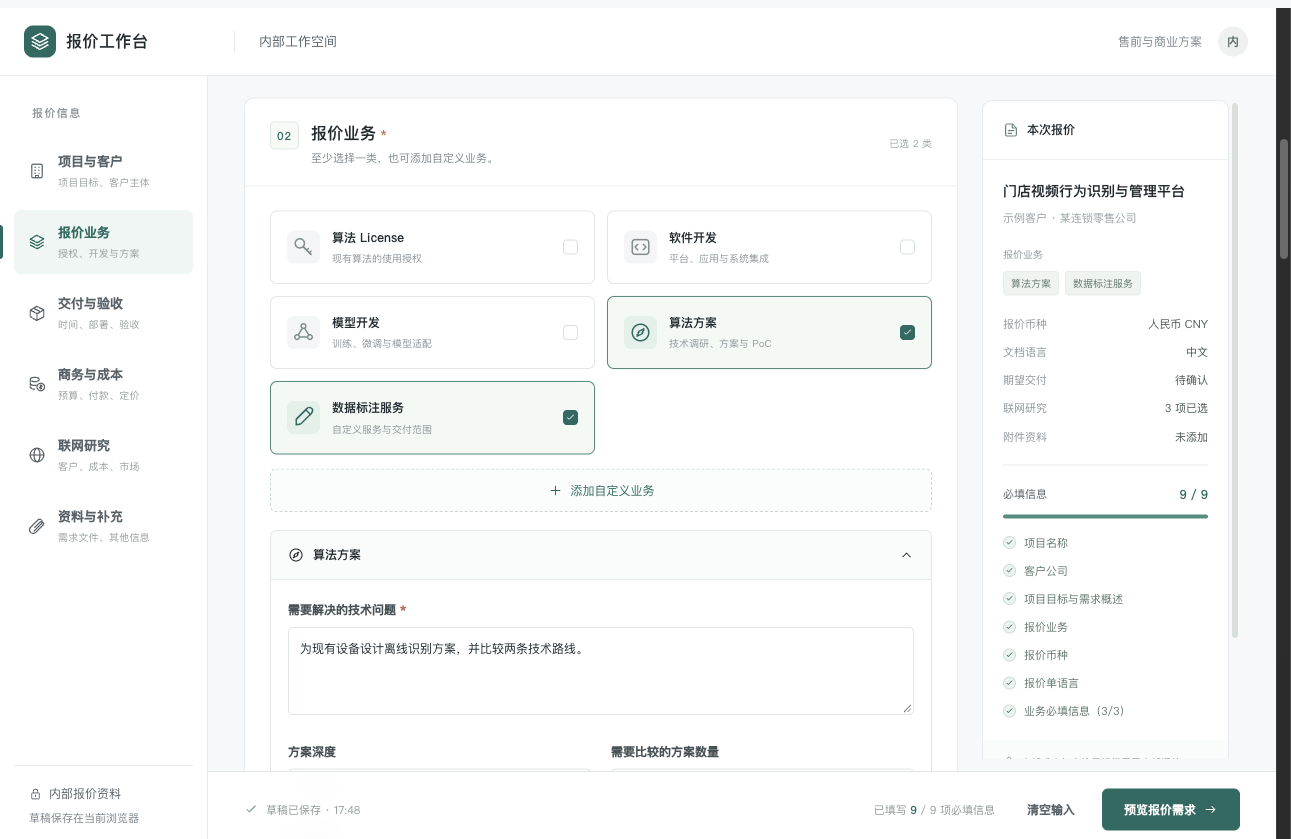 报价工作台
内部工作空间
售前与商业方案
内
报价信息
项目与客户
项目目标、客户主体
报价业务
授权、开发与方案
交付与验收
时间、部署、验收
商务与成本
预算、付款、定价
联网研究
客户、成本、市场
资料与补充
需求文件、其他信息
内部报价资料
草稿保存在当前浏览器
02
报价业务 *
至少选择一类，也可添加自定义业务。
已选 2 类
算法 License
现有算法的使用授权
软件开发
平台、应用与系统集成
模型开发
训练、微调与模型适配
算法方案
技术调研、方案与 PoC
数据标注服务
自定义服务与交付范围
添加自定义业务
算法方案
需要解决的技术问题 *
为现有设备设计离线识别方案，并比较两条技术路线。
方案深度
需要比较的方案数量
本次报价
门店视频行为识别与管理平台
示例客户 · 某连锁零售公司
报价业务
算法方案
数据标注服务
报价币种
人民币 CNY
文档语言
中文
期望交付
待确认
联网研究
3 项已选
附件资料
未添加
必填信息
9 / 9
项目名称
客户公司
项目目标与需求概述
报价业务
报价币种
报价单语言
业务必填信息（3/3）
草稿已保存 · 17:48
已填写 9 / 9 项必填信息
清空输入
预览报价需求 →